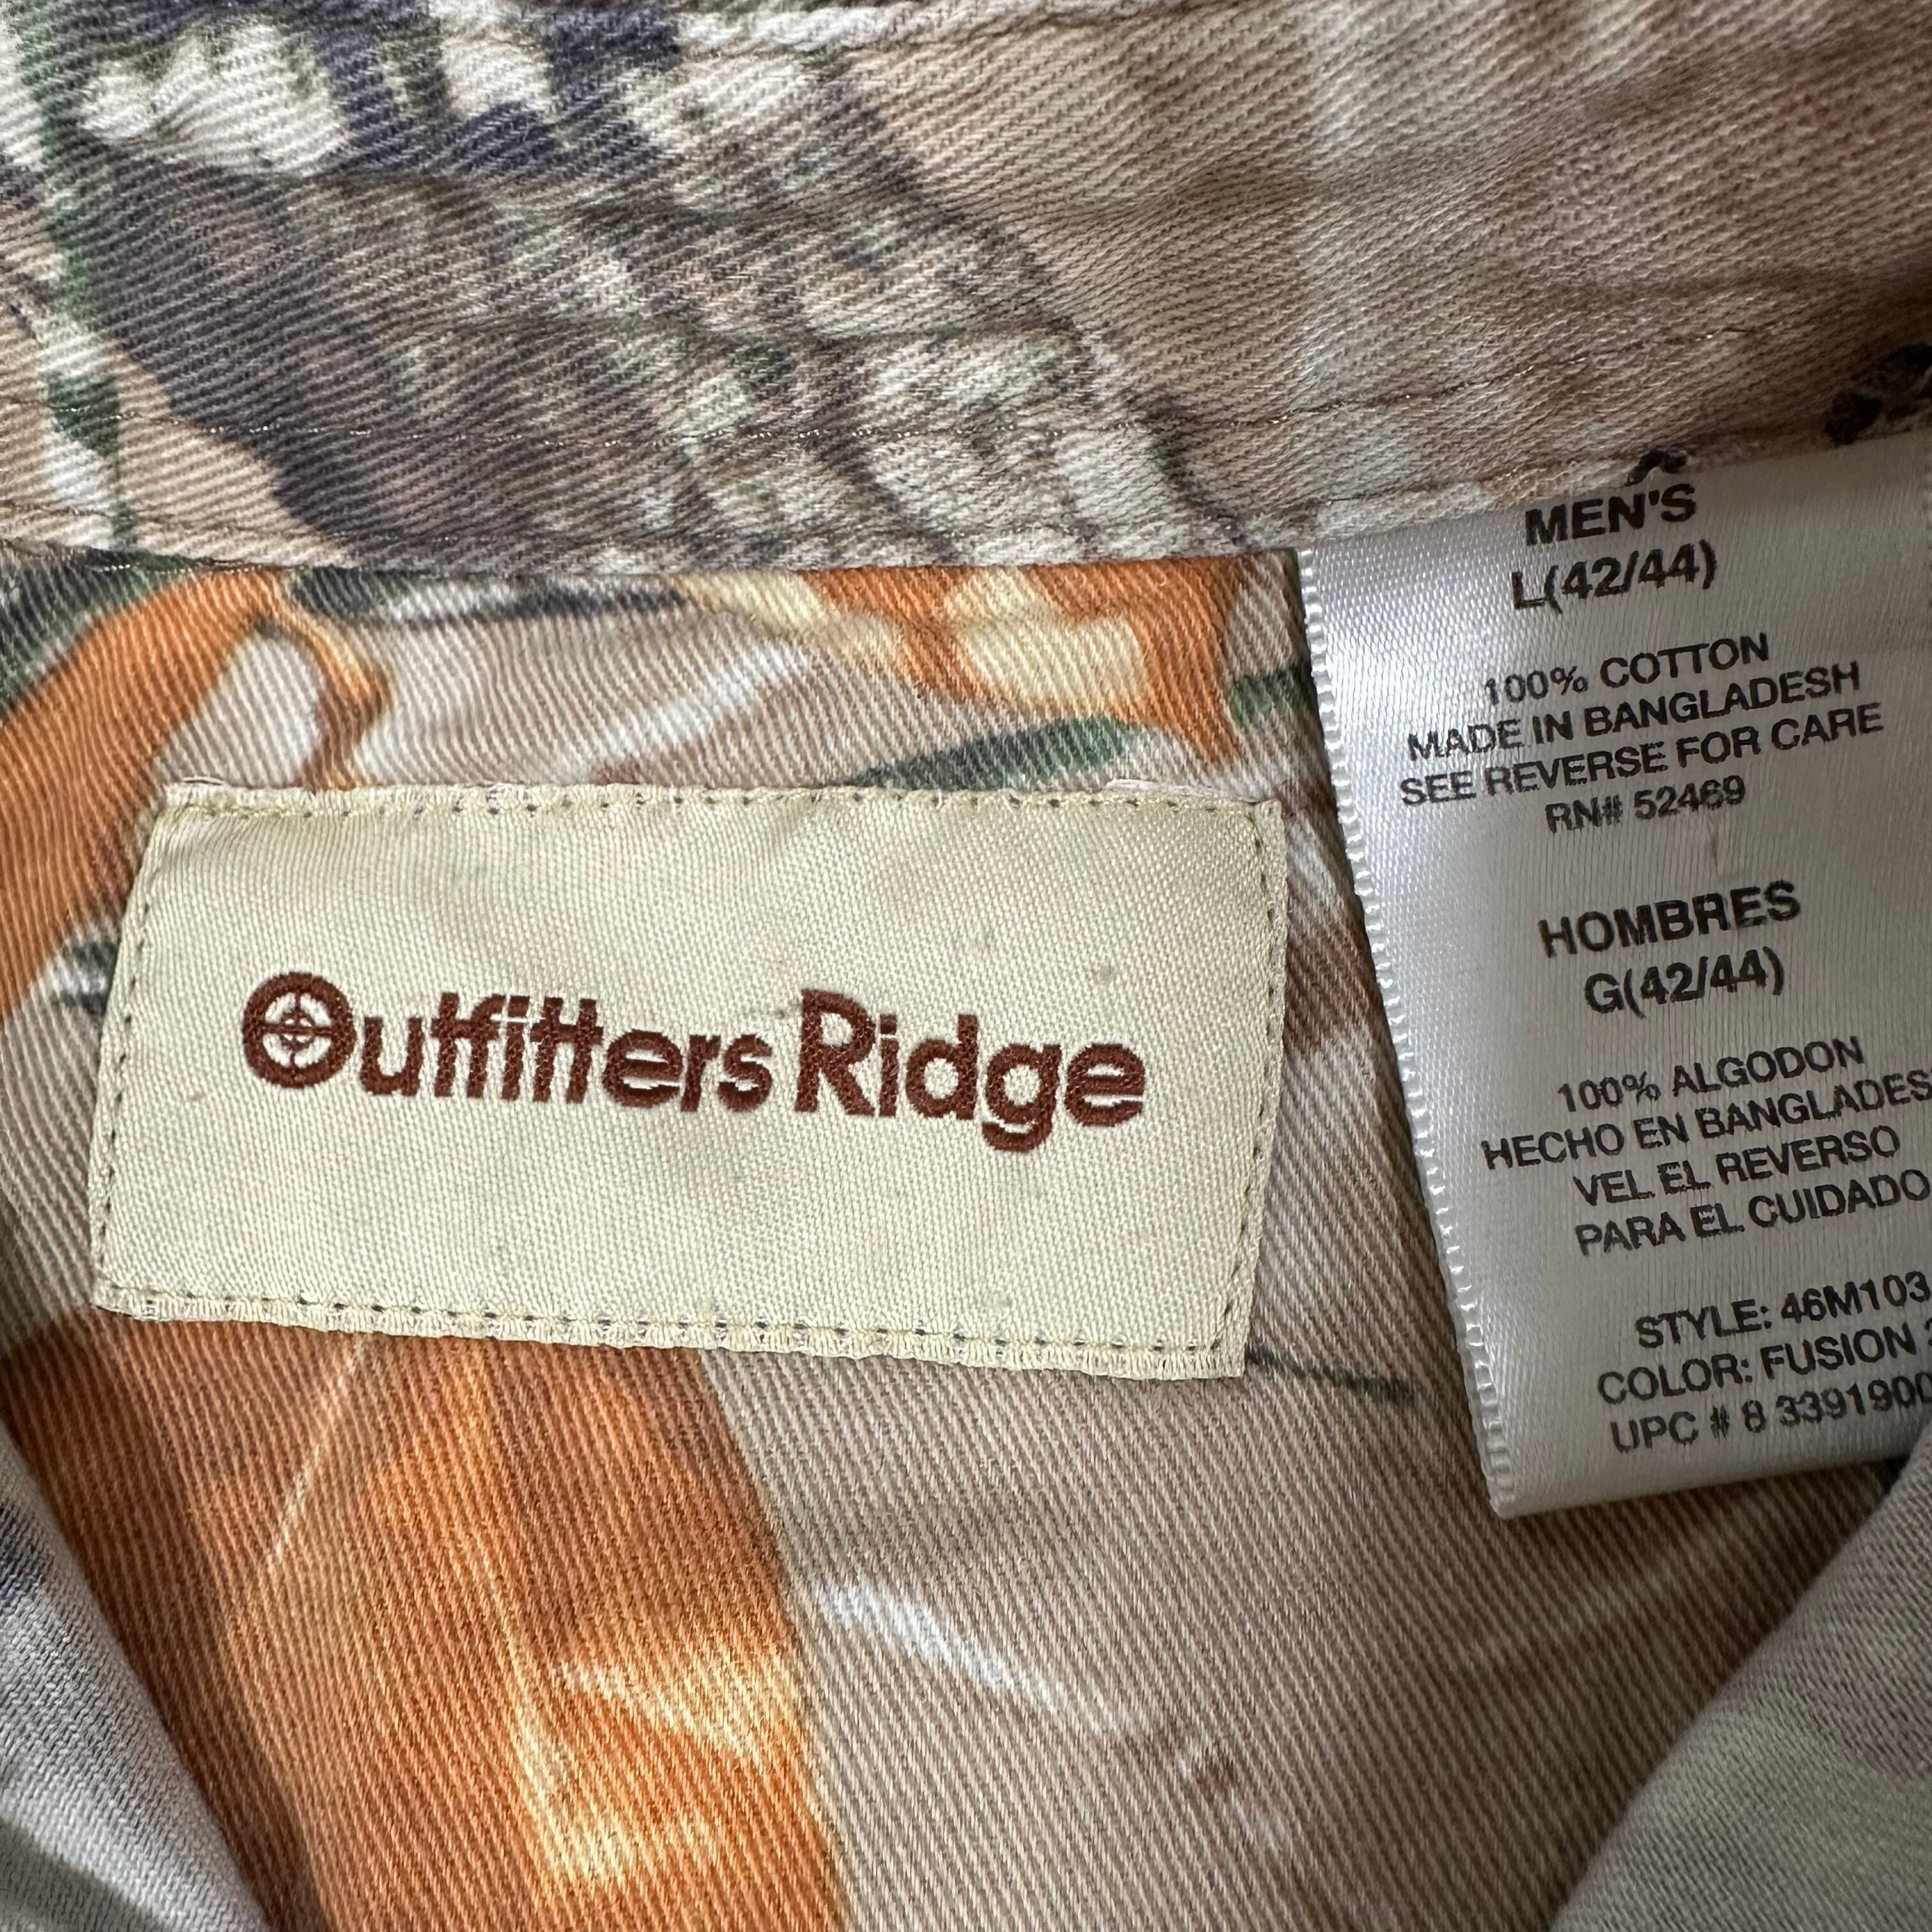 Outfitters Ridge
MEN'S
L(42/44)
100% COTTON
MADE IN BANGLADESH
SEE REVERSE FOR CARE
RN# 52469
HOMBRES
G(42/44)
100% ALGODON
HECHO EN BANGLADES
VEL EL REVERSO
PARA EL CUIDADO
STYLE: 46M103
COLOR: FUSION
UPC # 8 3391900